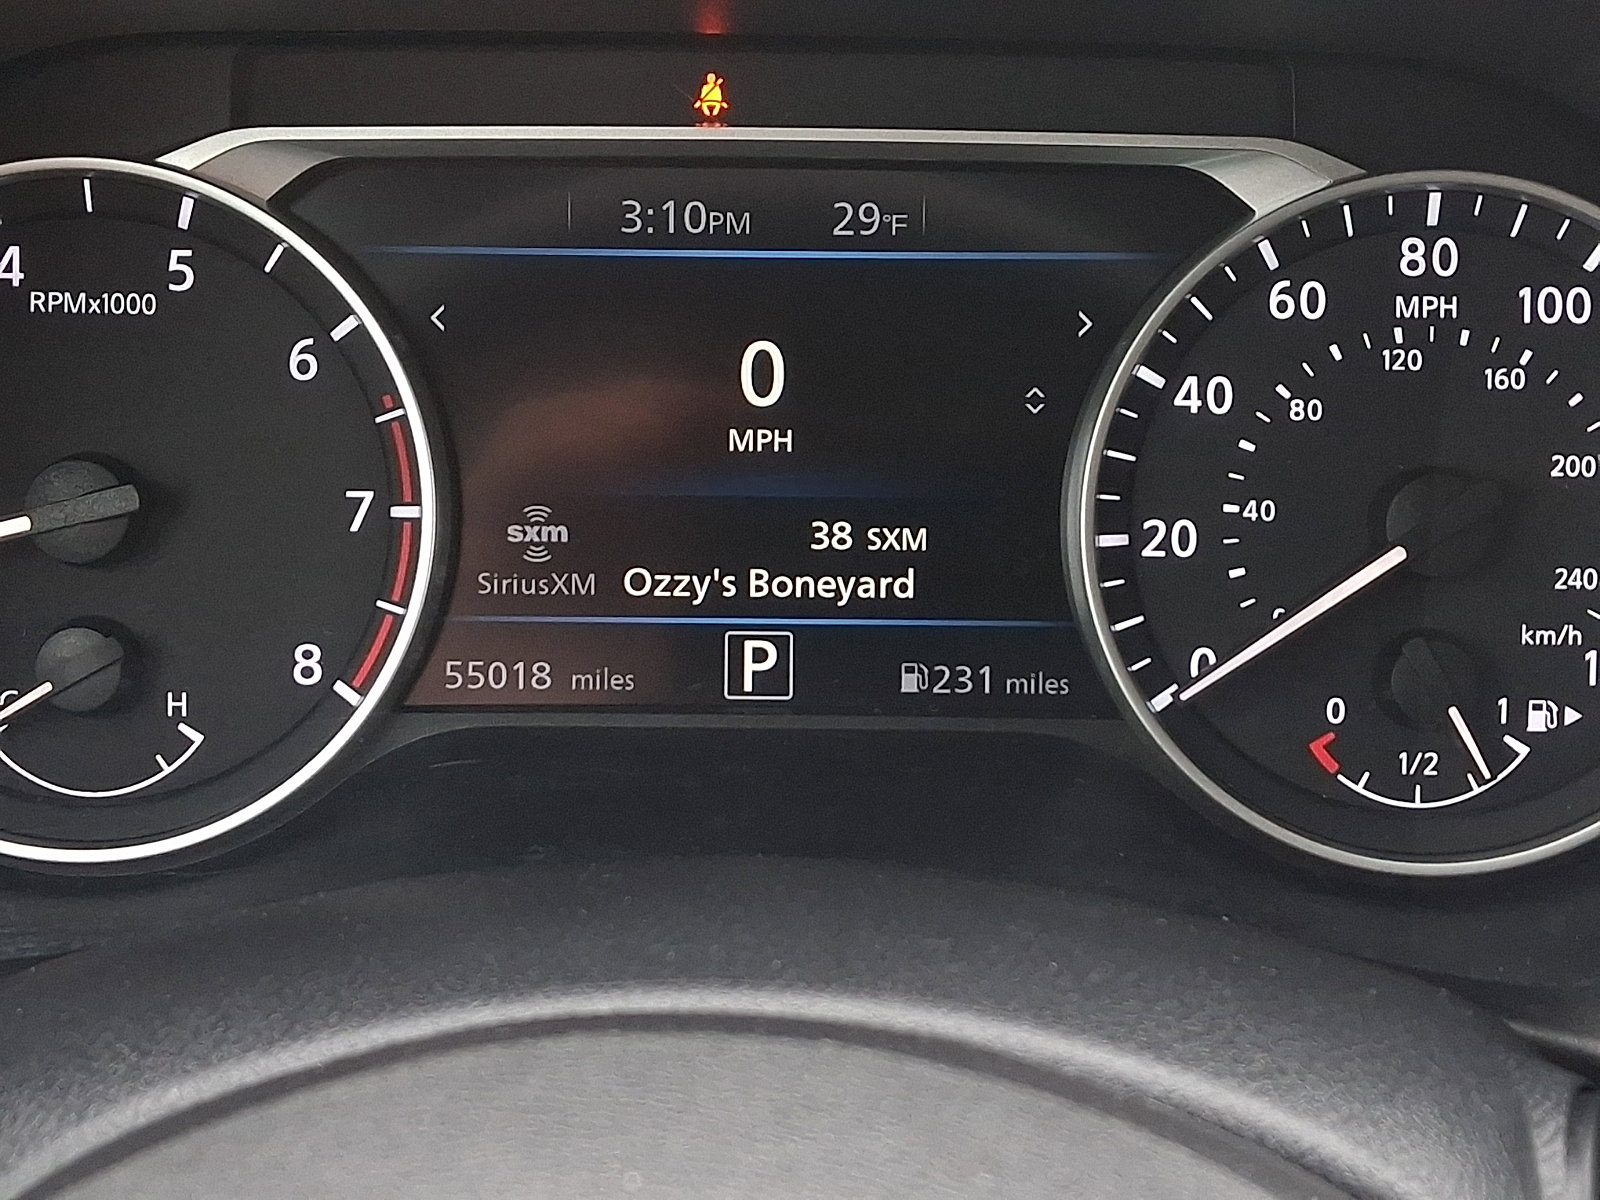 3:10PM 29°F
4 5 6 7 8
RPMx1000
H
0
MPH
sxm
SiriusXM
38 SXM
Ozzy's Boneyard
55018 miles
P
231 miles
0 20 40 60 80 100
MPH
40 80 120 160 200 240
km/h
0 1/2 1